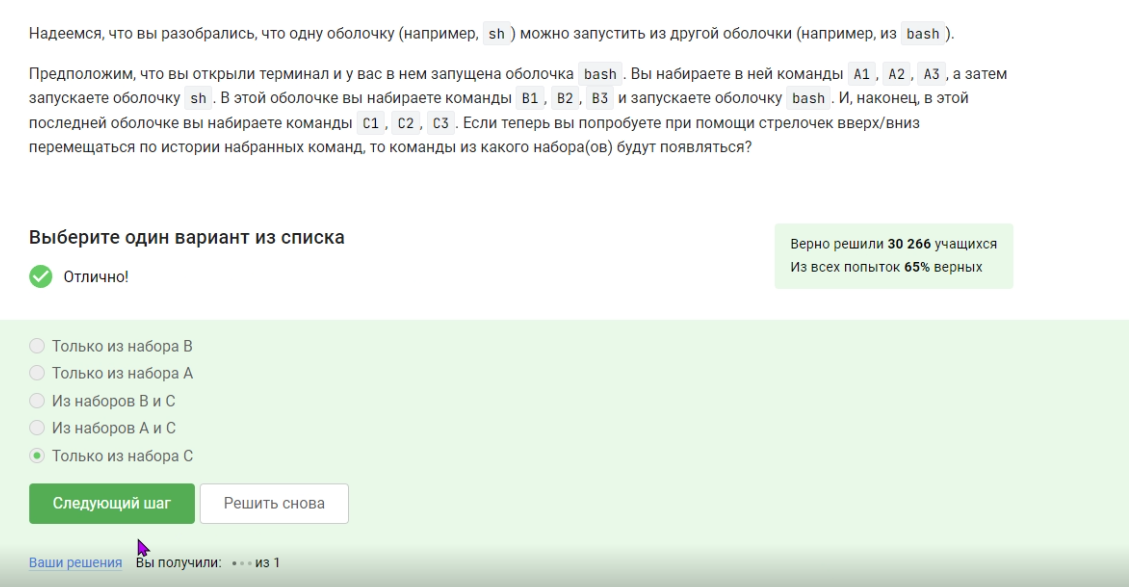 Надеемся, что вы разобрались, что одну оболочку (например, sh) можно запустить из другой оболочки (например, из bash).
Предположим, что вы открыли терминал и у вас в нем запущена оболочка bash. Вы набираете в ней команды A1, A2, A3, а затем
запускаете оболочку sh. В этой оболочке вы набираете команды B1, B2, B3 и запускаете оболочку bash. И, наконец, в этой
последней оболочке вы набираете команды C1, C2, C3. Если теперь вы попробуете при помощи стрелочек вверх/вниз
перемещаться по истории набранных команд, то команды из какого набора(ов) будут появляться?
Выберите один вариант из списка
Верно решили 30 266 учащихся
Из всех попыток 65% верных
Отлично!
Только из набора B
Только из набора A
Из наборов B и C
Из наборов A и C
Только из набора C
Следующий шаг
Решить снова
Ваши решения Вы получили: из 1